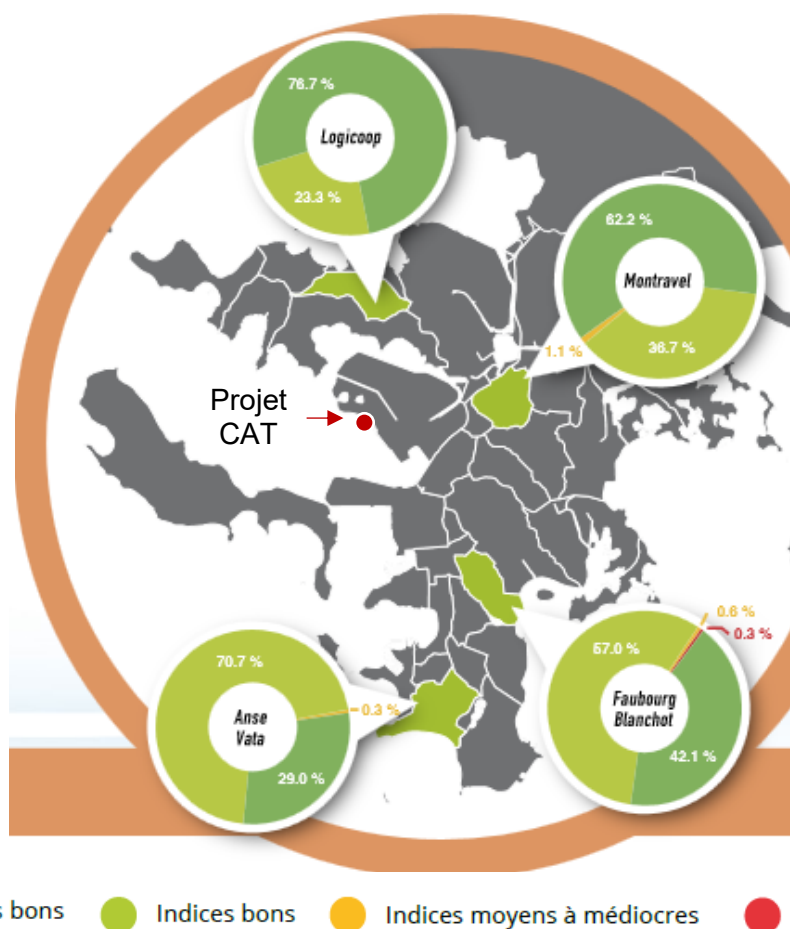 76.7 %
Logicoop
23.3 %
62.2 %
Montravel
36.7 %
1.1 %
Projet
CAT
0.6 %
0.3 %
57.0 %
Faubourg
Blanchot
42.1 %
70.7 %
0.3 %
Anse
Vata
29.0 %
s bons
Indices bons
Indices moyens à médiocres